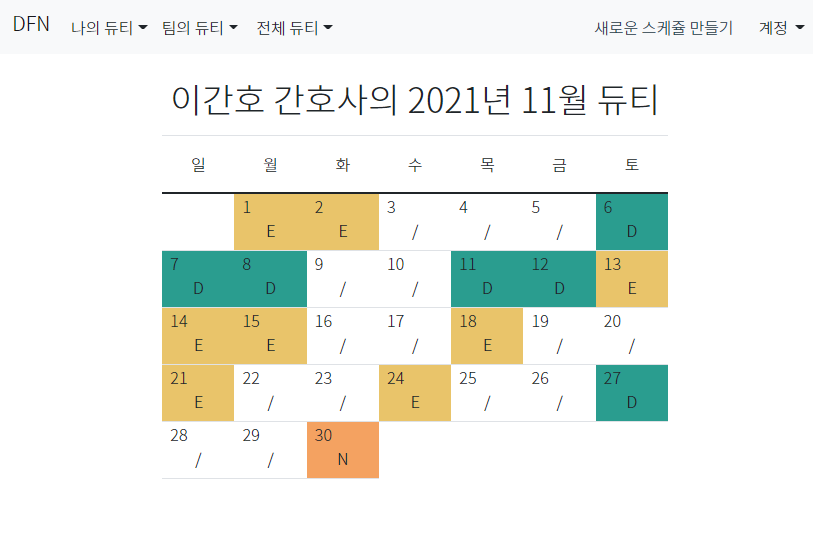 DFN 나의 듀티 팀의 듀티 전체 듀티 새로운 스케쥴 만들기 계정
이간호 간호사의 2021년 11월 듀티
일 월 화 수 목 금 토
1 2 3 4 5 6
E E / / / D
7 8 9 10 11 12 13
D D / / D D E
14 15 16 17 18 19 20
E E / / E / /
21 22 23 24 25 26 27
E / / E / / D
28 29 30
/ / N